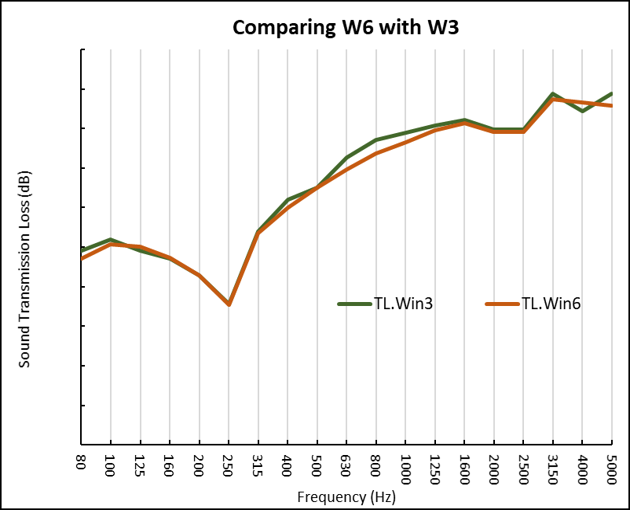 Comparing W6 with W3
Sound Transmission Loss (dB)
TL.Win3 TL.Win6
80 100 125 160 200 250 315 400 500 630 800 1000 1250 1600 2000 2500 3150 4000 5000
Frequency (Hz)